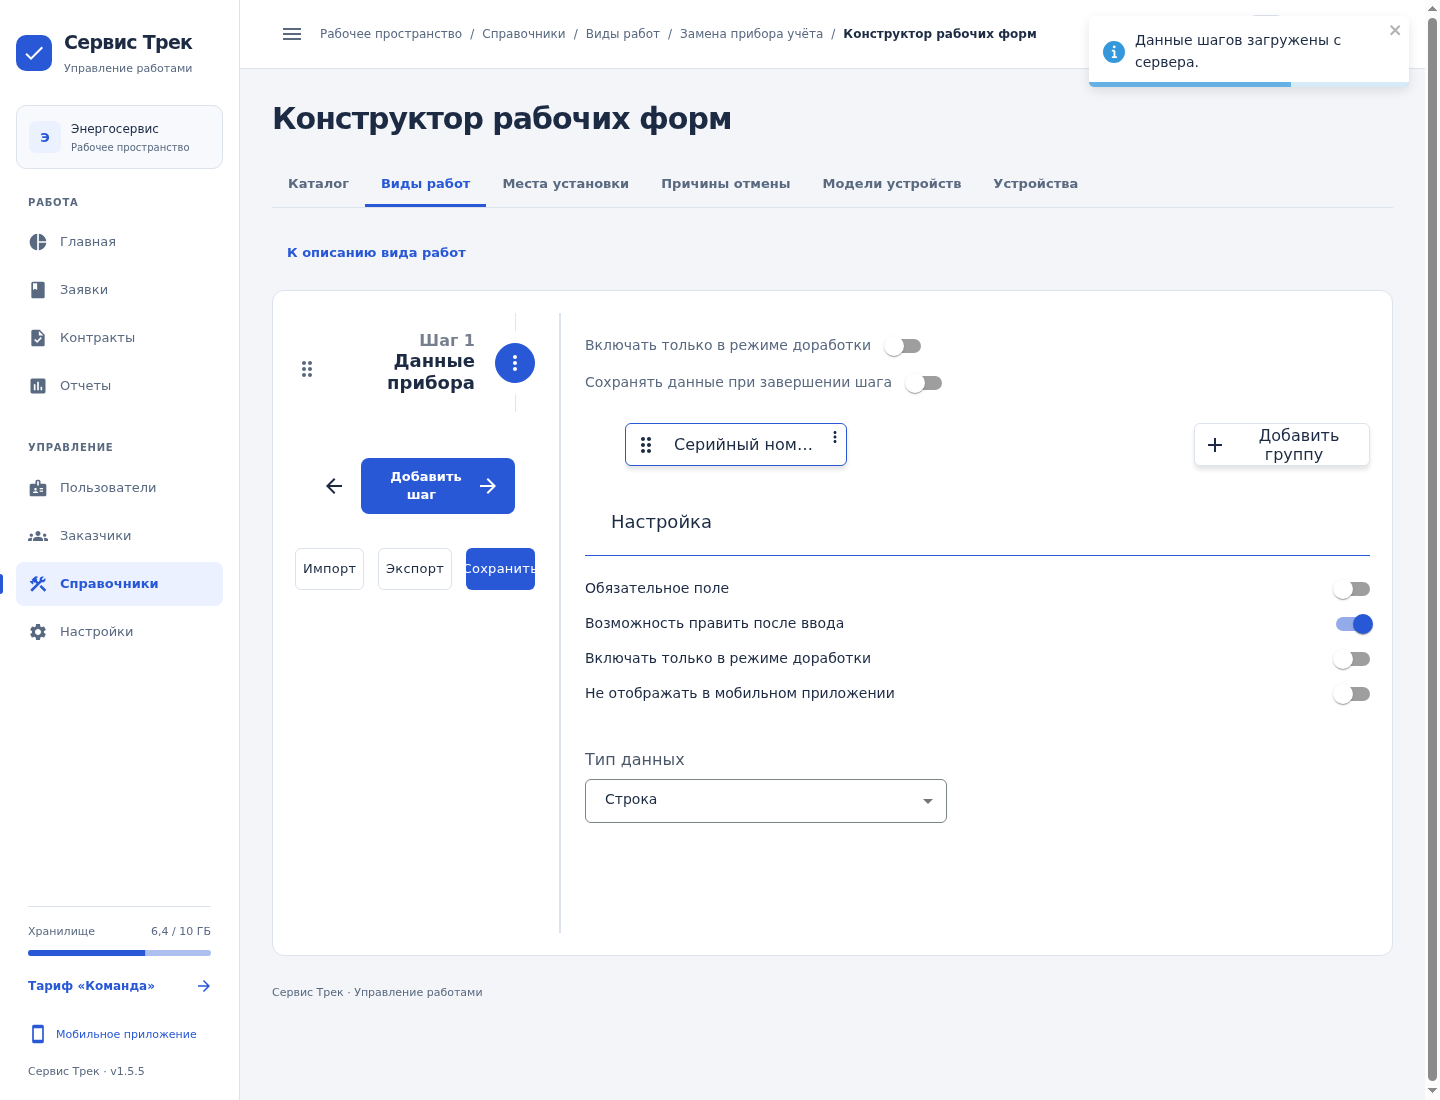 Сервис Трек
Управление работами
Э
Энергосервис
Рабочее пространство
РАБОТА
Главная
Заявки
Контракты
Отчеты
УПРАВЛЕНИЕ
Пользователи
Заказчики
Справочники
Настройки
Хранилище 6,4 / 10 ГБ
Тариф «Команда»
Мобильное приложение
Сервис Трек · v1.5.5
Рабочее пространство / Справочники / Виды работ / Замена прибора учёта / Конструктор рабочих форм
Данные шагов загружены с
сервера.
Конструктор рабочих форм
Каталог Виды работ Места установки Причины отмены Модели устройств Устройства
К описанию вида работ
Шаг 1
Данные
прибора
Добавить
шаг
Импорт Экспорт Сохранить
Включать только в режиме доработки
Сохранять данные при завершении шага
Серийный ном...
Добавить
группу
Настройка
Обязательное поле
Возможность править после ввода
Включать только в режиме доработки
Не отображать в мобильном приложении
Тип данных
Строка
Сервис Трек · Управление работами